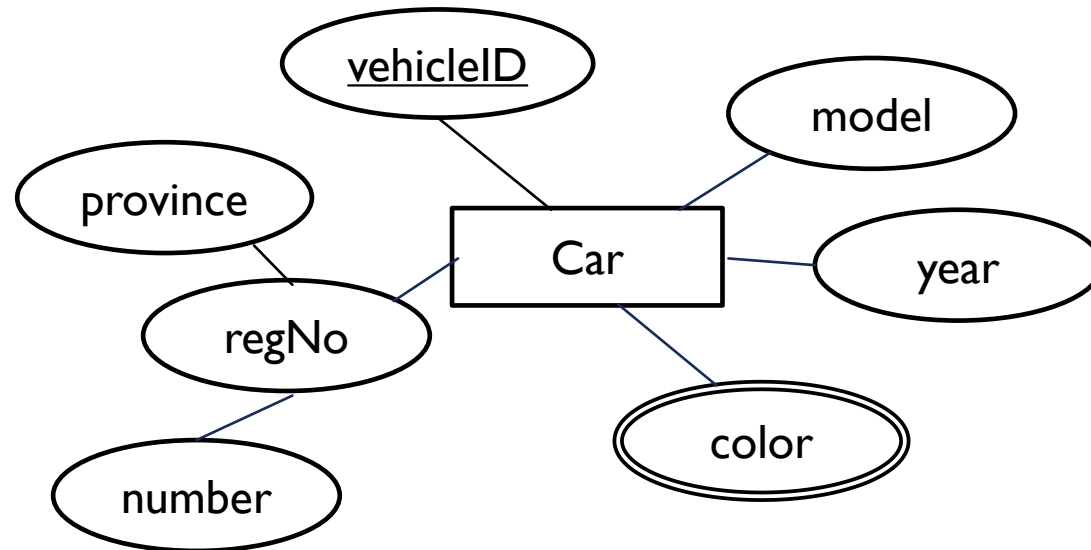 vehicleID
model
province
Car
year
regNo
color
number